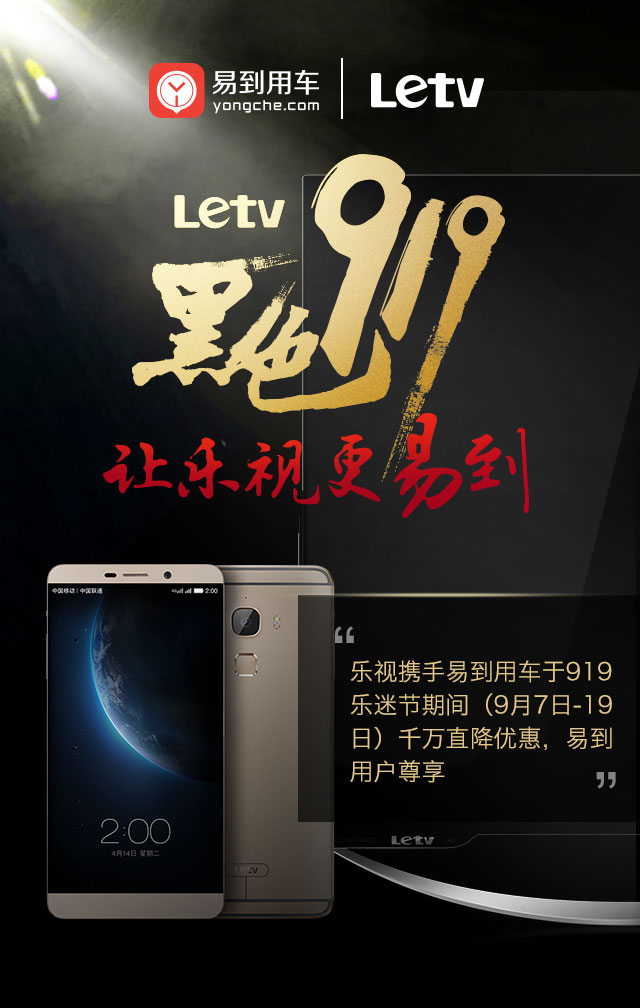 易到用车
yongche.com
Letv
Letv
919
黑色
让乐视更易到
中国移动 | 中国联通
4G 2:00
2:00
4月14日 星期二
Letv
“
乐视携手易到用车于919
乐迷节期间（9月7日-19
日）千万直降优惠，易到
用户尊享
”
Letv